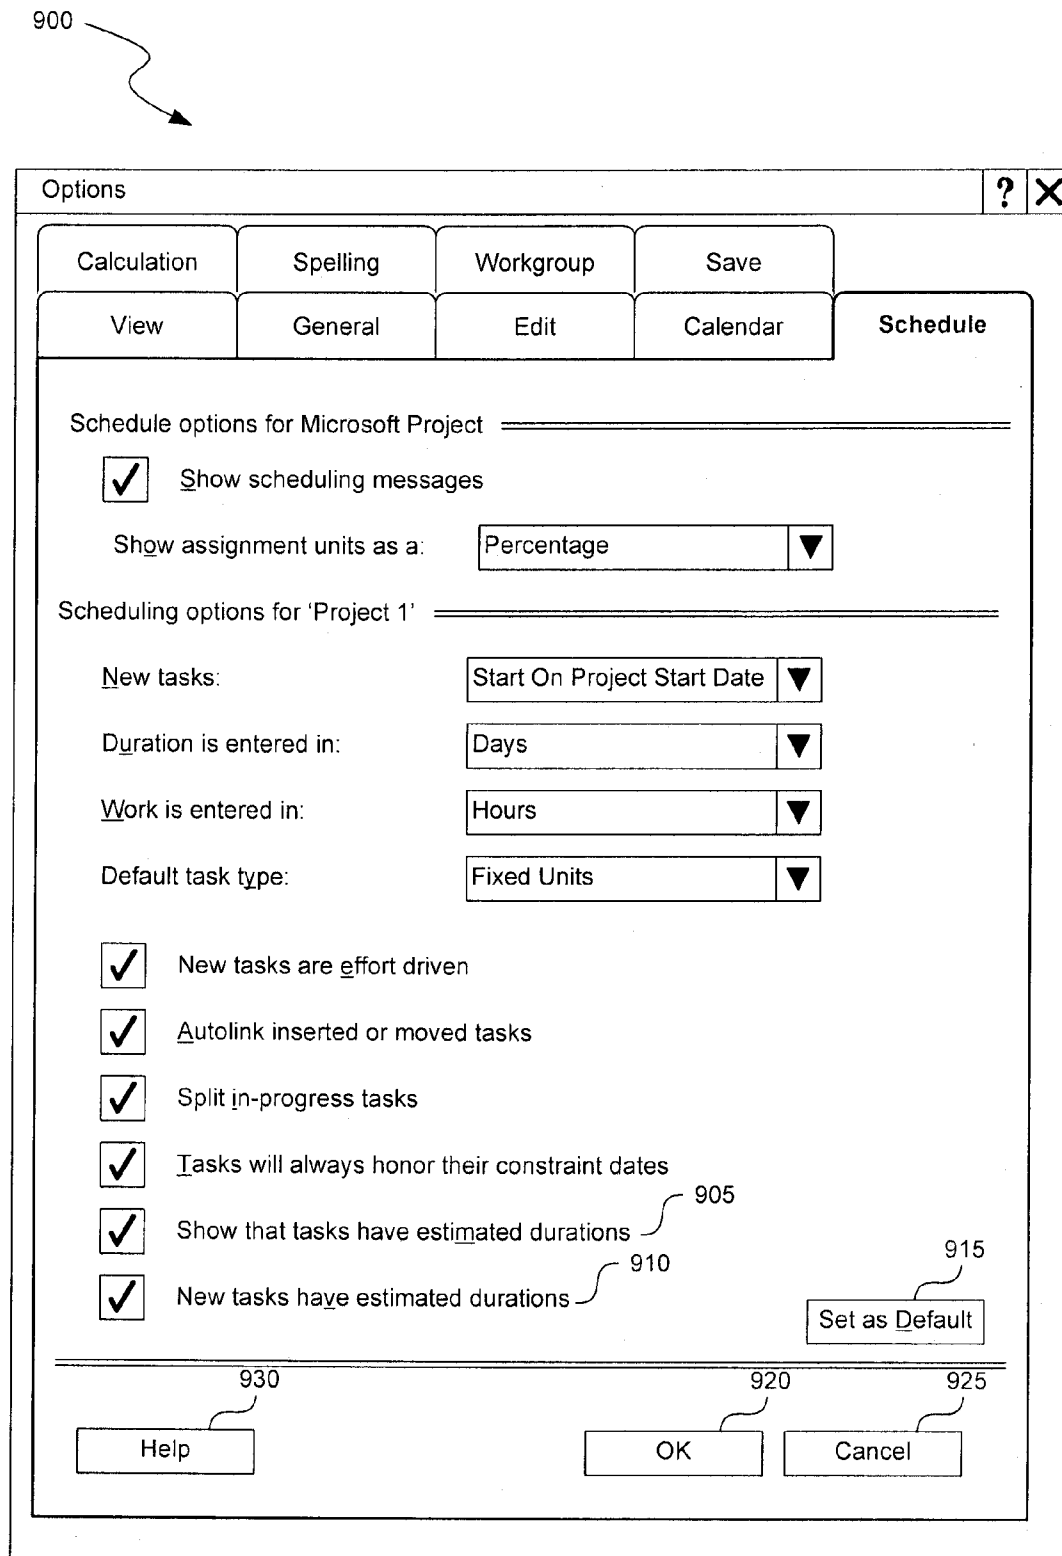 900
Options ? X
Calculation Spelling Workgroup Save
View General Edit Calendar Schedule
Schedule options for Microsoft Project
Show scheduling messages
Show assignment units as a: Percentage
Scheduling options for ‘Project 1’
New tasks: Start On Project Start Date
Duration is entered in: Days
Work is entered in: Hours
Default task type: Fixed Units
New tasks are effort driven
Autolink inserted or moved tasks
Split in-progress tasks
Tasks will always honor their constraint dates
905
Show that tasks have estimated durations
910
New tasks have estimated durations
915
Set as Default
930 920 925
Help OK Cancel